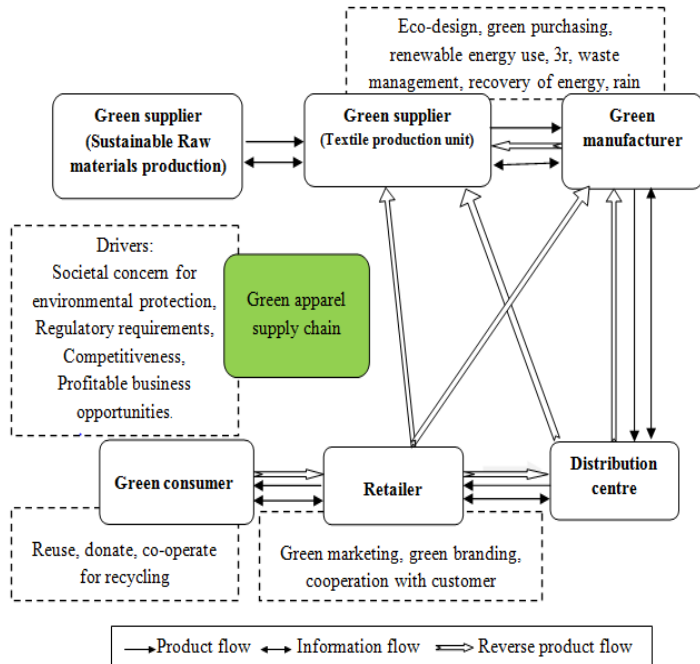 Eco-design, green purchasing,
renewable energy use, 3r, waste
management, recovery of energy, rain
Green supplier
(Sustainable Raw
materials production)
Green supplier
(Textile production unit)
Green
manufacturer
Drivers:
Societal concern for
environmental protection,
Regulatory requirements,
Competitiveness,
Profitable business
opportunities.
Green apparel
supply chain
Green consumer
Retailer
Distribution
centre
Reuse, donate, co-operate
for recycling
Green marketing, green branding,
cooperation with customer
Product flow
Information flow
Reverse product flow